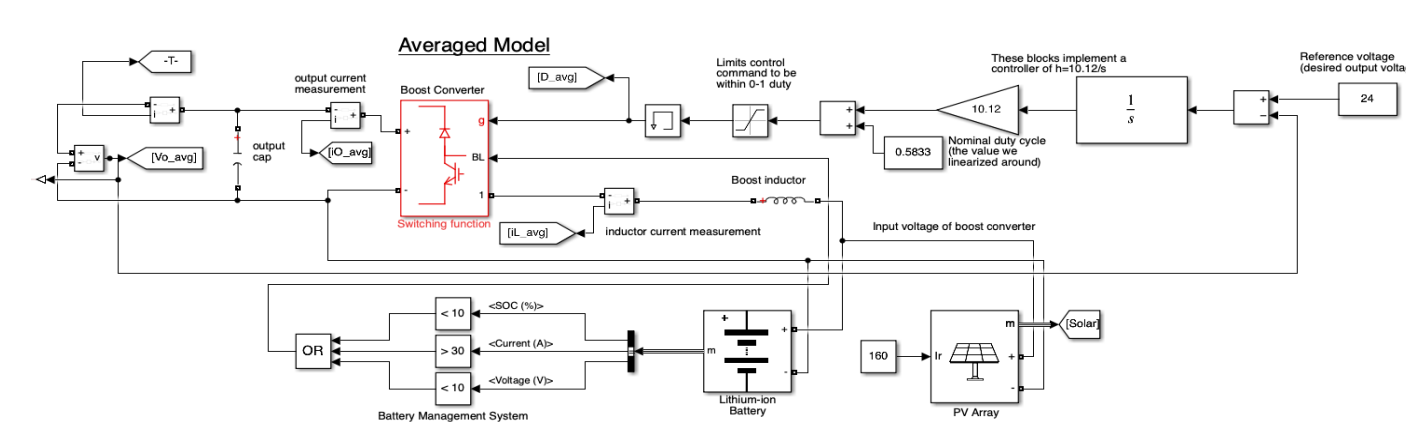 Averaged Model
-T-
output current
measurement
i
+
-
i
+
-
+
-
v
[Vo_avg]
output
cap
[iO_avg]
Boost Converter
+
-
g
BL
1
Switching function
[D_avg]
Limits control
command to be
within 0-1 duty
+
+
0.5833
Nominal duty cycle
(the value we
linearized around)
These blocks implement a
controller of h=10.12/s
10.12
1
s
+
−
Reference voltage
(desired output volta
24
[iL_avg]
-
i
+
inductor current measurement
Boost inductor
+
Input voltage of boost converter
OR
< 10
<SOC (%)>
> 30
<Current (A)>
< 10
<Voltage (V)>
Battery Management System
m
+
+
-
Lithium-ion
Battery
160
Ir
m
+
-
PV Array
[Solar]